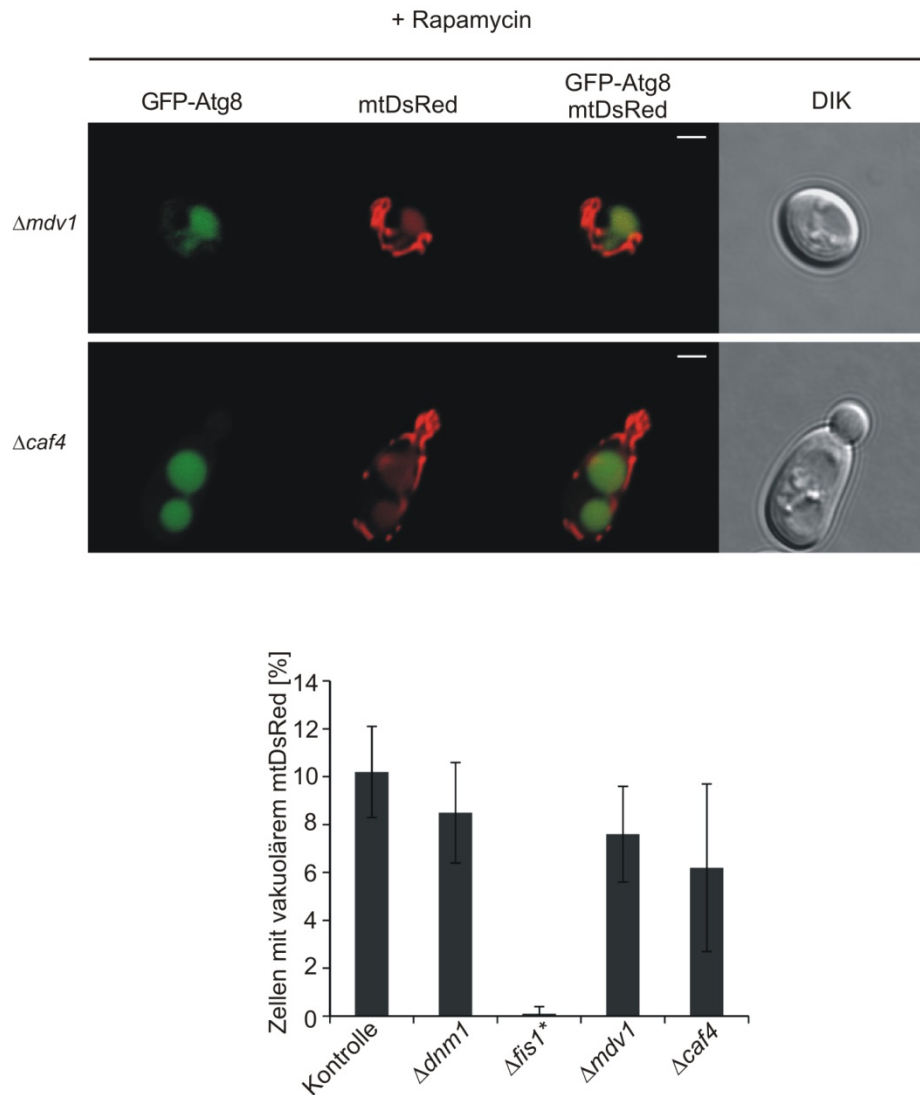 + Rapamycin
GFP-Atg8
mtDsRed
GFP-Atg8
mtDsRed
DIK
Δmdv1
Δcaf4
Zellen mit vakuolärem mtDsRed [%]
14
12
10
8
6
4
2
0
Kontrolle
Δdnm1
Δfis1*
Δmdv1
Δcaf4